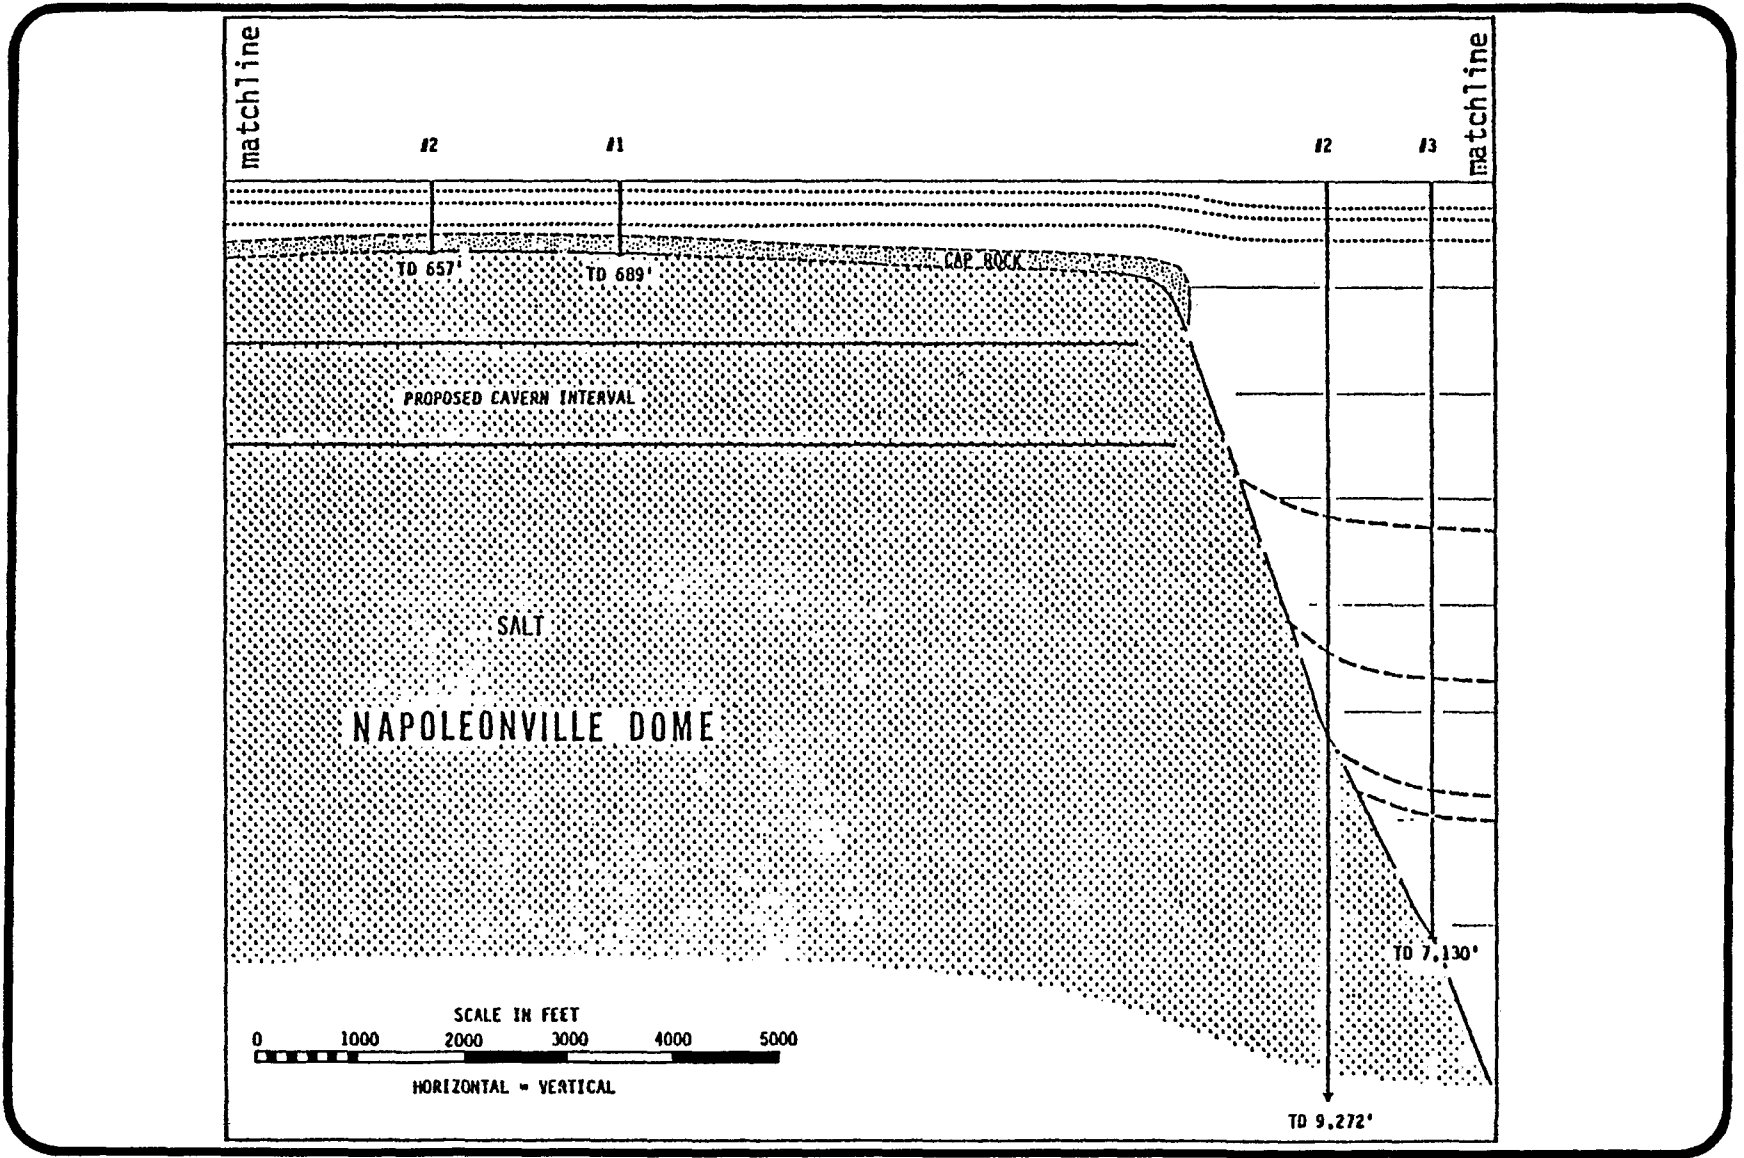 matchline
matchline
#2
#1
#2
#3
TD 657'
TD 689'
CAP ROCK
PROPOSED CAVERN INTERVAL
SALT
NAPOLEONVILLE DOME
TD 7,130'
SCALE IN FEET
0 1000 2000 3000 4000 5000
HORIZONTAL = VERTICAL
TD 9,272'